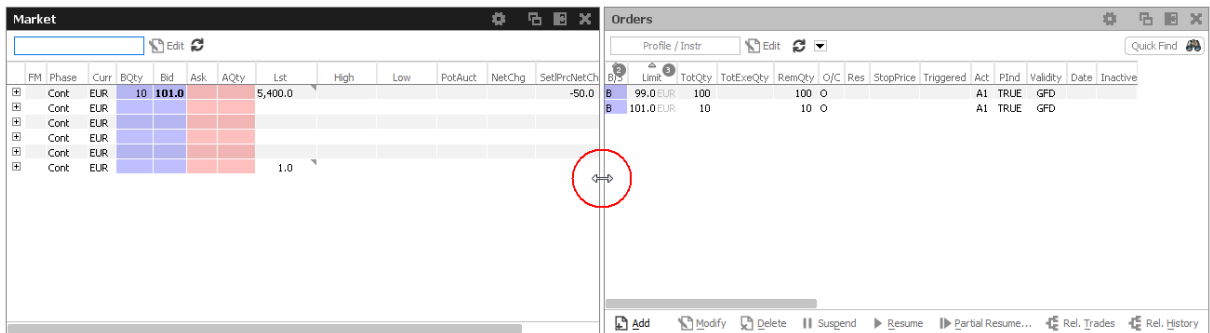 Market
Edit
FM Phase Curr BQty Bid Ask AQty Lst High Low PotAuct NetChg SetlPrcNetCh
Cont EUR 10 101.0 5,400.0 -50.0
Cont EUR
Cont EUR
Cont EUR
Cont EUR
Cont EUR 1.0
Orders
Profile / Instr Edit Quick Find
2 3
B/S Limit TotQty TotExeQty RemQty O/C Res StopPrice Triggered Act PInd Validity Date Inactive
B 99.0 EUR 100 100 O A1 TRUE GFD
B 101.0 EUR 10 10 O A1 TRUE GFD
Add Modify Delete Suspend Resume Partial Resume... Rel. Trades Rel. History